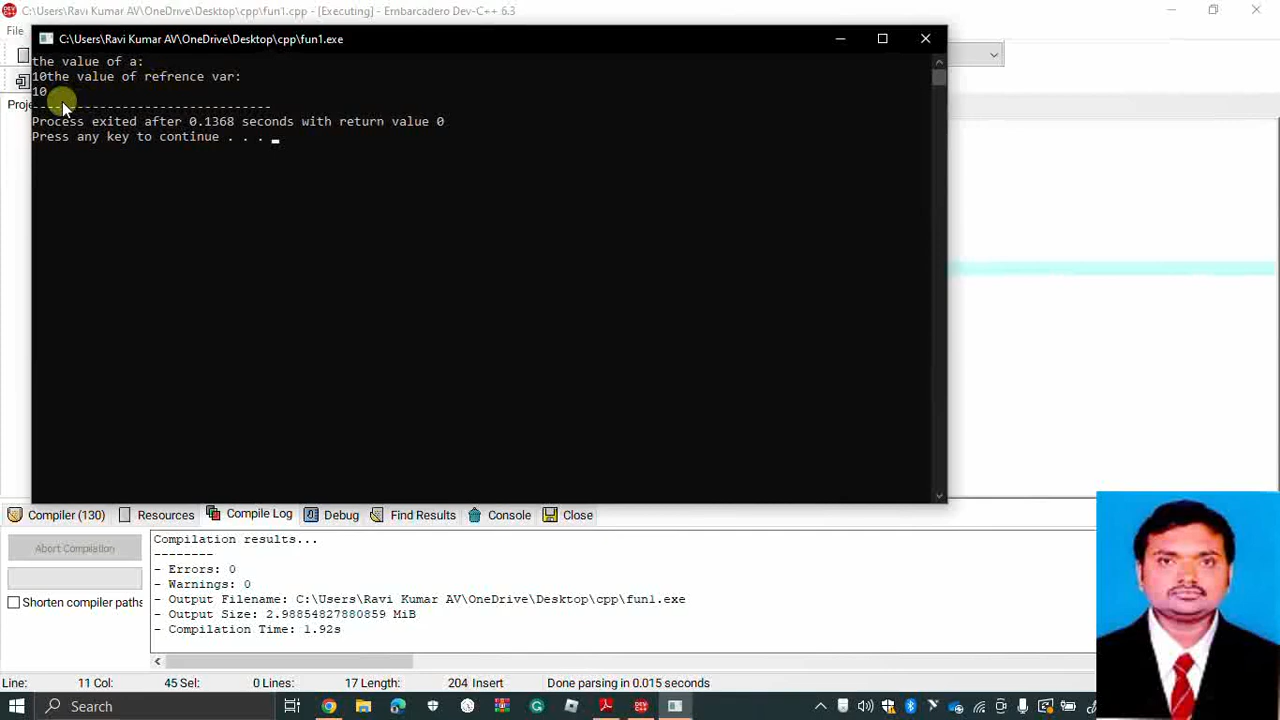 C:\Users\Ravi Kumar AV\OneDrive\Desktop\cpp\fun1.cpp - [Executing] - Embarcadero Dev-C++ 6.3
File
C:\Users\Ravi Kumar AV\OneDrive\Desktop\cpp\fun1.exe
the value of a:
10the value of refrence var:
10
--------------------------------
Process exited after 0.1368 seconds with return value 0
Press any key to continue . . .
Proje
Compiler (130) Resources Compile Log Debug Find Results Console Close
Abort Compilation
Shorten compiler paths
Compilation results...
--------
- Errors: 0
- Warnings: 0
- Output Filename: C:\Users\Ravi Kumar AV\OneDrive\Desktop\cpp\fun1.exe
- Output Size: 2.98854827880859 MiB
- Compilation Time: 1.92s
Line: 11 Col: 45 Sel: 0 Lines: 17 Length: 204 Insert Done parsing in 0.015 seconds
Search